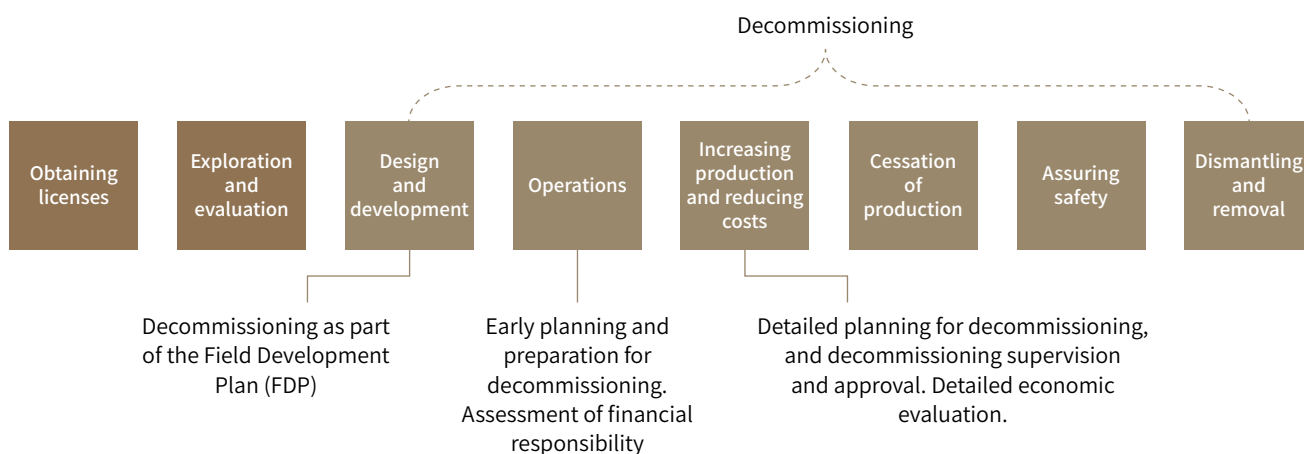 Decommissioning
Obtaining
licenses
Exploration
and
evaluation
Design
and
development
Operations
Increasing
production
and reducing
costs
Cessation
of
production
Assuring
safety
Dismantling
and
removal
Decommissioning as part
of the Field Development
Plan (FDP)
Early planning and
preparation for
decommissioning.
Assessment of financial
responsibility
Detailed planning for decommissioning,
and decommissioning supervision
and approval. Detailed economic
evaluation.